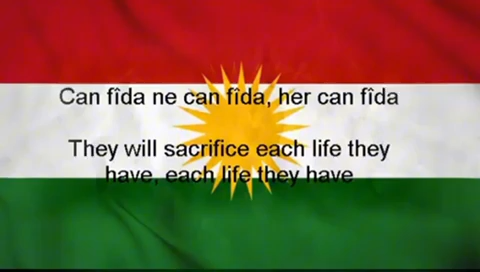 Can fîda ne can fîda, her can fîda
They will sacrifice each life they
have, each life they have